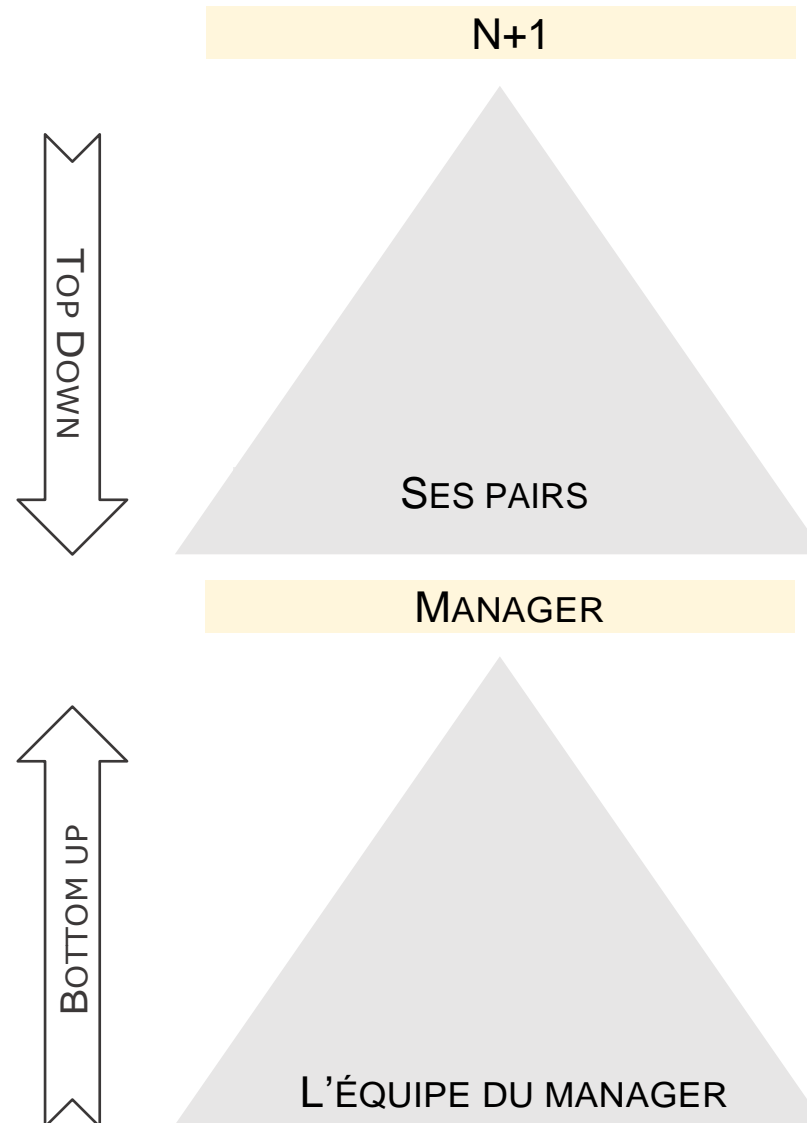 N+1
TOP DOWN
SES PAIRS
MANAGER
BOTTOM UP
L'ÉQUIPE DU MANAGER